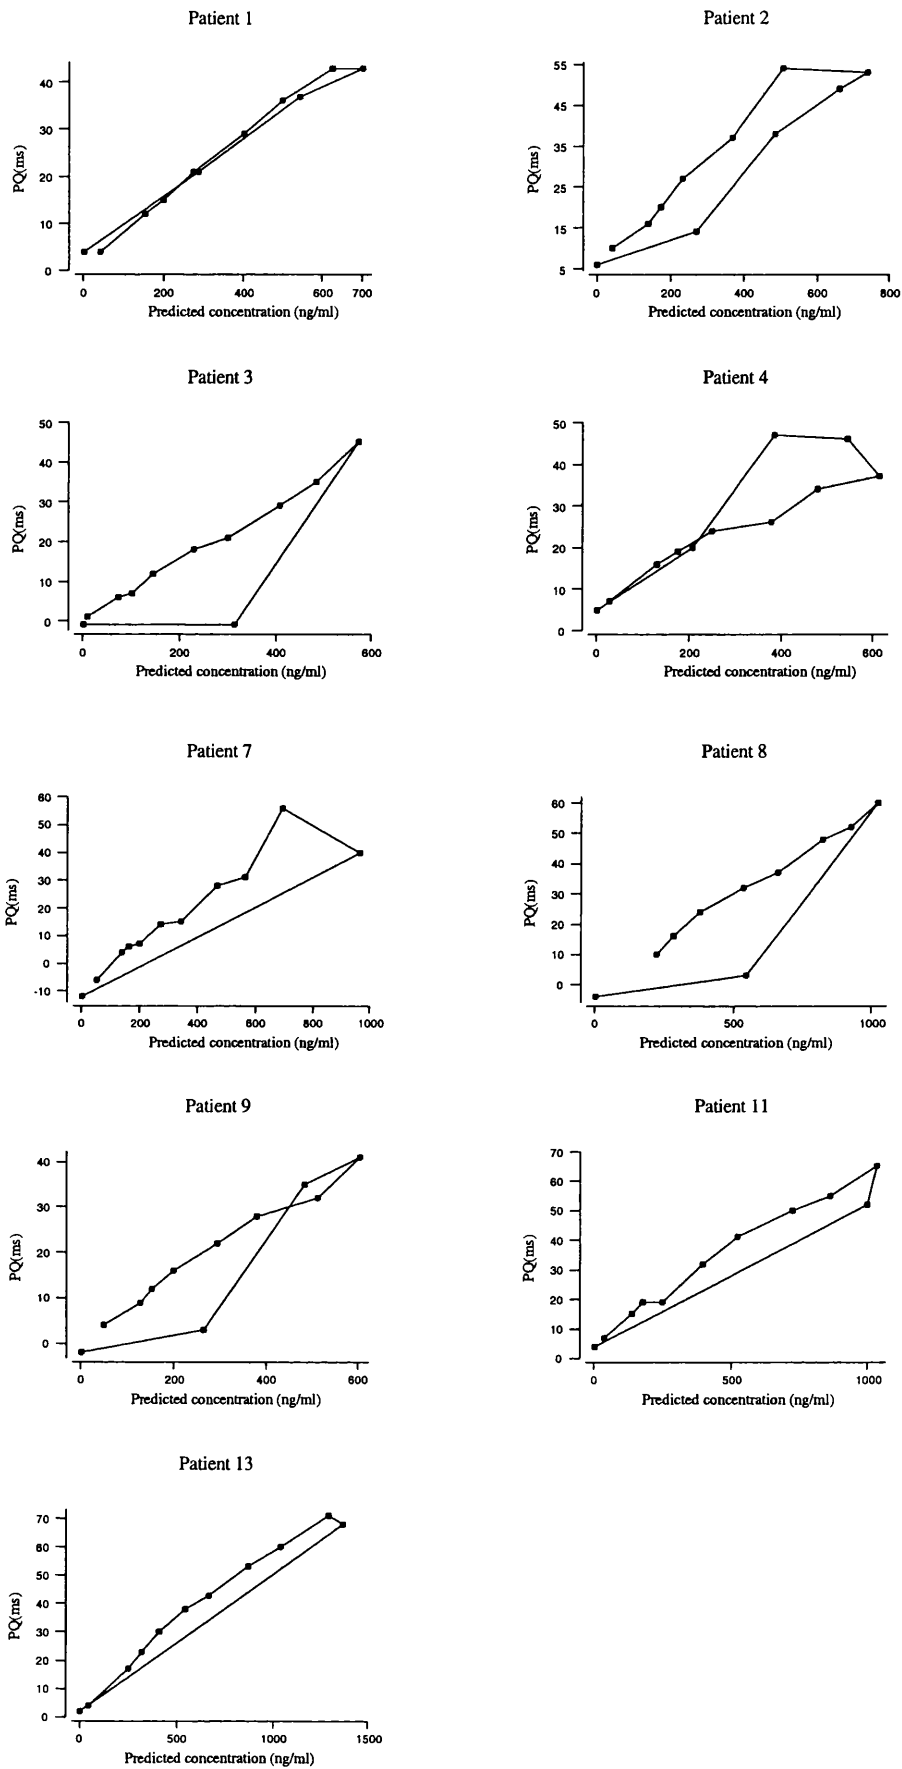 Patient 1
40
30
20
10
0
PQ(ms)
0 200 400 600 700
Predicted concentration (ng/ml)
Patient 2
55
45
35
25
15
5
PQ(ms)
0 200 400 600 800
Predicted concentration (ng/ml)
Patient 3
50
40
30
20
10
0
PQ(ms)
0 200 400 600
Predicted concentration (ng/ml)
Patient 4
50
40
30
20
10
0
PQ(ms)
0 200 400 600
Predicted concentration (ng/ml)
Patient 7
60
50
40
30
20
10
0
-10
PQ(ms)
0 200 400 600 800 1000
Predicted concentration (ng/ml)
Patient 8
60
50
40
30
20
10
0
PQ(ms)
0 500 1000
Predicted concentration (ng/ml)
Patient 9
40
30
20
10
0
PQ(ms)
0 200 400 600
Predicted concentration (ng/ml)
Patient 11
70
60
50
40
30
20
10
0
PQ(ms)
0 500 1000
Predicted concentration (ng/ml)
Patient 13
70
60
50
40
30
20
10
0
PQ(ms)
0 500 1000 1500
Predicted concentration (ng/ml)